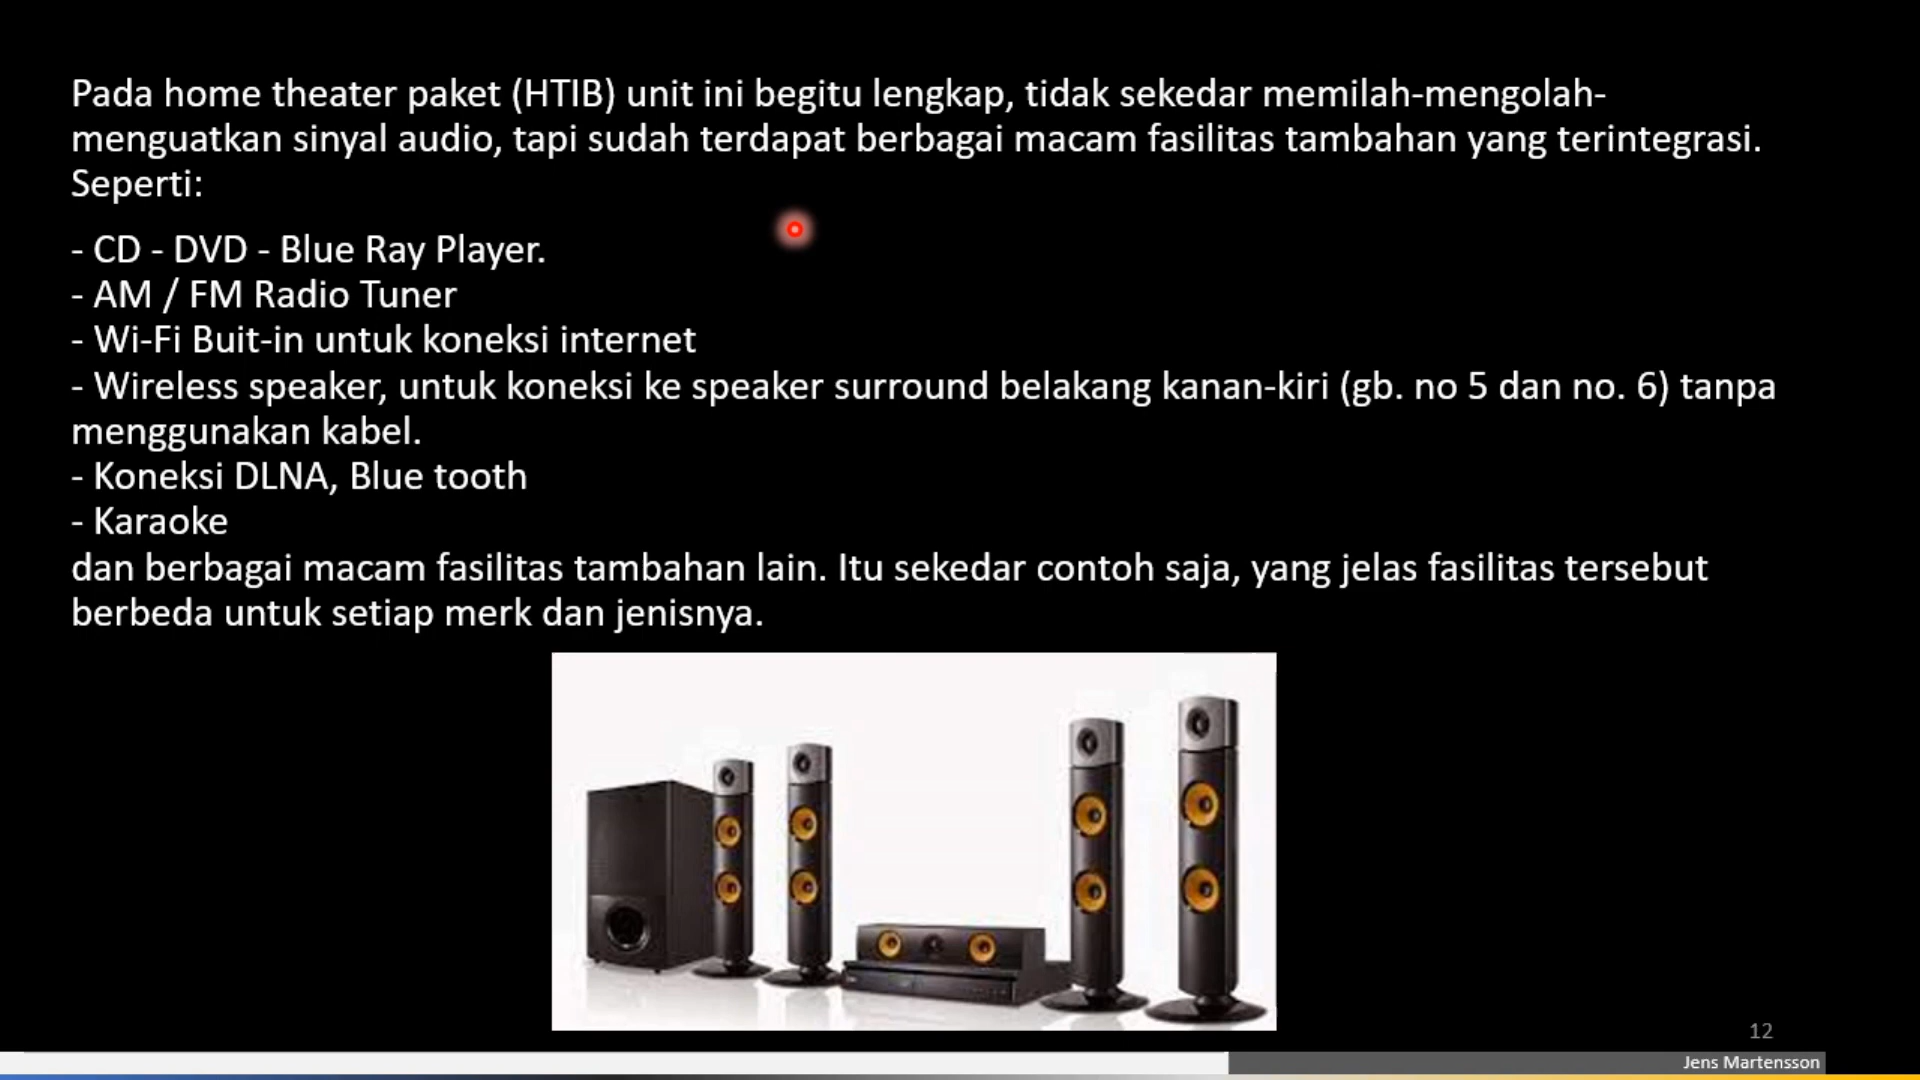 Pada home theater paket (HTIB) unit ini begitu lengkap, tidak sekedar memilah-mengolah-
menguatkan sinyal audio, tapi sudah terdapat berbagai macam fasilitas tambahan yang terintegrasi.
Seperti:
- CD - DVD - Blue Ray Player.
- AM / FM Radio Tuner
- Wi-Fi Buit-in untuk koneksi internet
- Wireless speaker, untuk koneksi ke speaker surround belakang kanan-kiri (gb. no 5 dan no. 6) tanpa
menggunakan kabel.
- Koneksi DLNA, Blue tooth
- Karaoke
dan berbagai macam fasilitas tambahan lain. Itu sekedar contoh saja, yang jelas fasilitas tersebut
berbeda untuk setiap merk dan jenisnya.
12
Jens Martensson